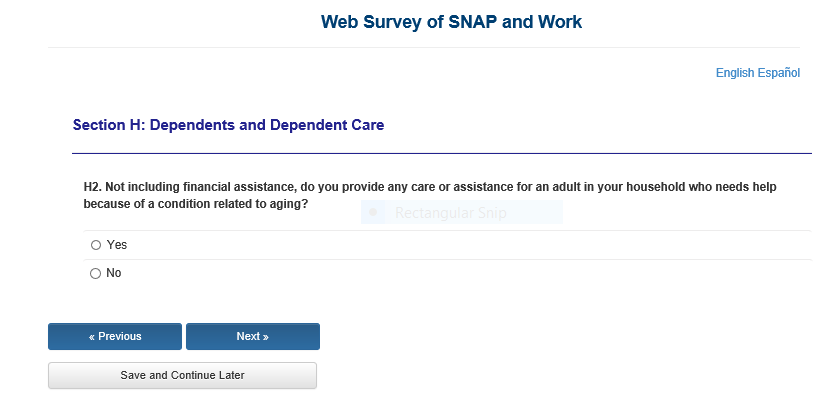 Web Survey of SNAP and Work
English Español
Section H: Dependents and Dependent Care
H2. Not including financial assistance, do you provide any care or assistance for an adult in your household who needs help
because of a condition related to aging?
Rectangular Snip
Yes
No
« Previous
Next »
Save and Continue Later